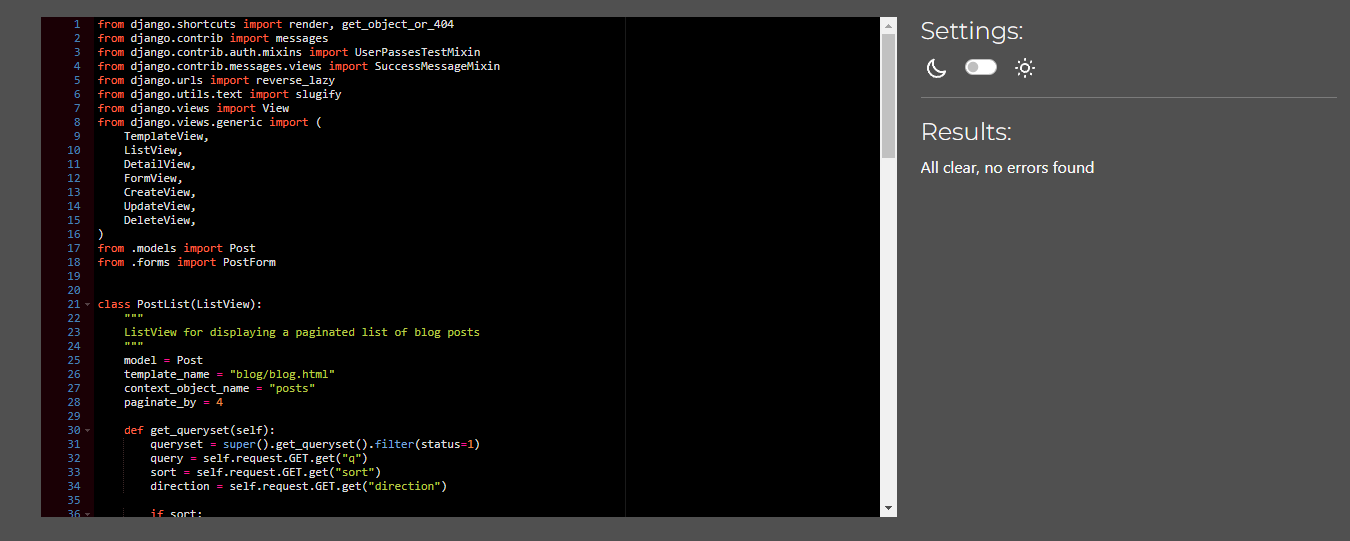 1 from django.shortcuts import render, get_object_or_404
2 from django.contrib import messages
3 from django.contrib.auth.mixins import UserPassesTestMixin
4 from django.contrib.messages.views import SuccessMessageMixin
5 from django.urls import reverse_lazy
6 from django.utils.text import slugify
7 from django.views import View
8 from django.views.generic import (
9     TemplateView,
10     ListView,
11     DetailView,
12     FormView,
13     CreateView,
14     UpdateView,
15     DeleteView,
16 )
17 from .models import Post
18 from .forms import PostForm
19
20
21 class PostList(ListView):
22     """
23     ListView for displaying a paginated list of blog posts
24     """
25     model = Post
26     template_name = "blog/blog.html"
27     context_object_name = "posts"
28     paginate_by = 4
29
30     def get_queryset(self):
31         queryset = super().get_queryset().filter(status=1)
32         query = self.request.GET.get("q")
33         sort = self.request.GET.get("sort")
34         direction = self.request.GET.get("direction")
35
36         if sort:
Settings:
Results:
All clear, no errors found